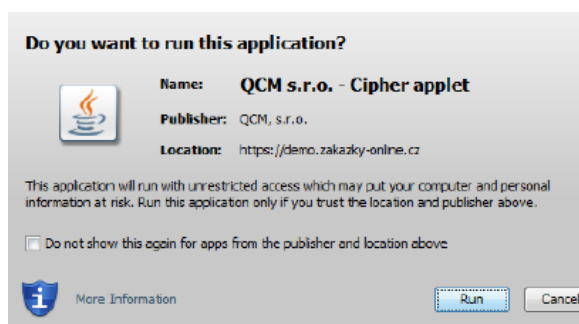 Do you want to run this application?
Name: QCM s.r.o. - Cipher applet
Publisher: QCM, s.r.o.
Location: https://demo.zakazky-online.cz
This application will run with unrestricted access which may put your computer and personal
information at risk. Run this application only if you trust the location and publisher above.
Do not show this again for apps from the publisher and location above
More Information
Run
Cancel